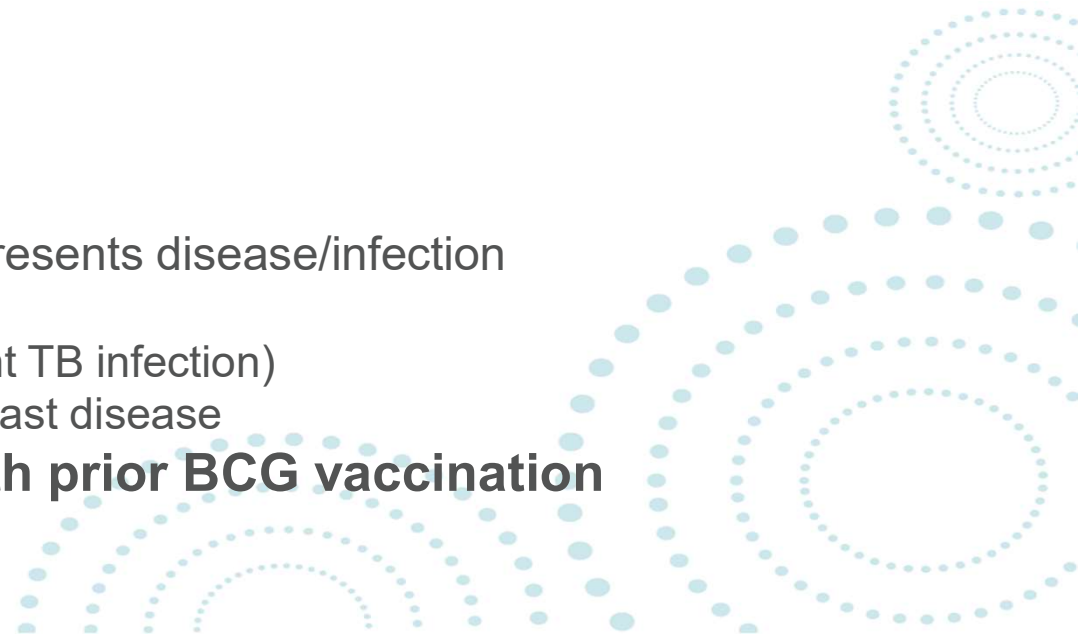 resents disease/infection
t TB infection)
ast disease
h prior BCG vaccination